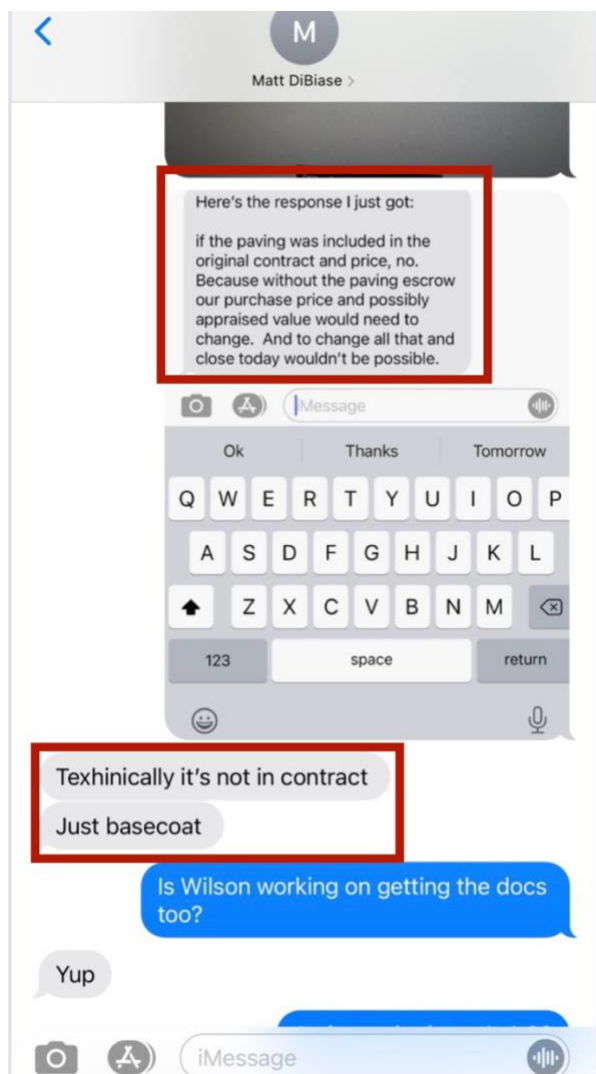 M
Matt DiBiase >
Here's the response I just got:
if the paving was included in the
original contract and price, no.
Because without the paving escrow
our purchase price and possibly
appraised value would need to
change. And to change all that and
close today wouldn't be possible.
iMessage
Ok Thanks Tomorrow
Q W E R T Y U I O P
A S D F G H J K L
Z X C V B N M
123 space return
Texhinically it's not in contract
Just basecoat
Is Wilson working on getting the docs
too?
Yup
iMessage